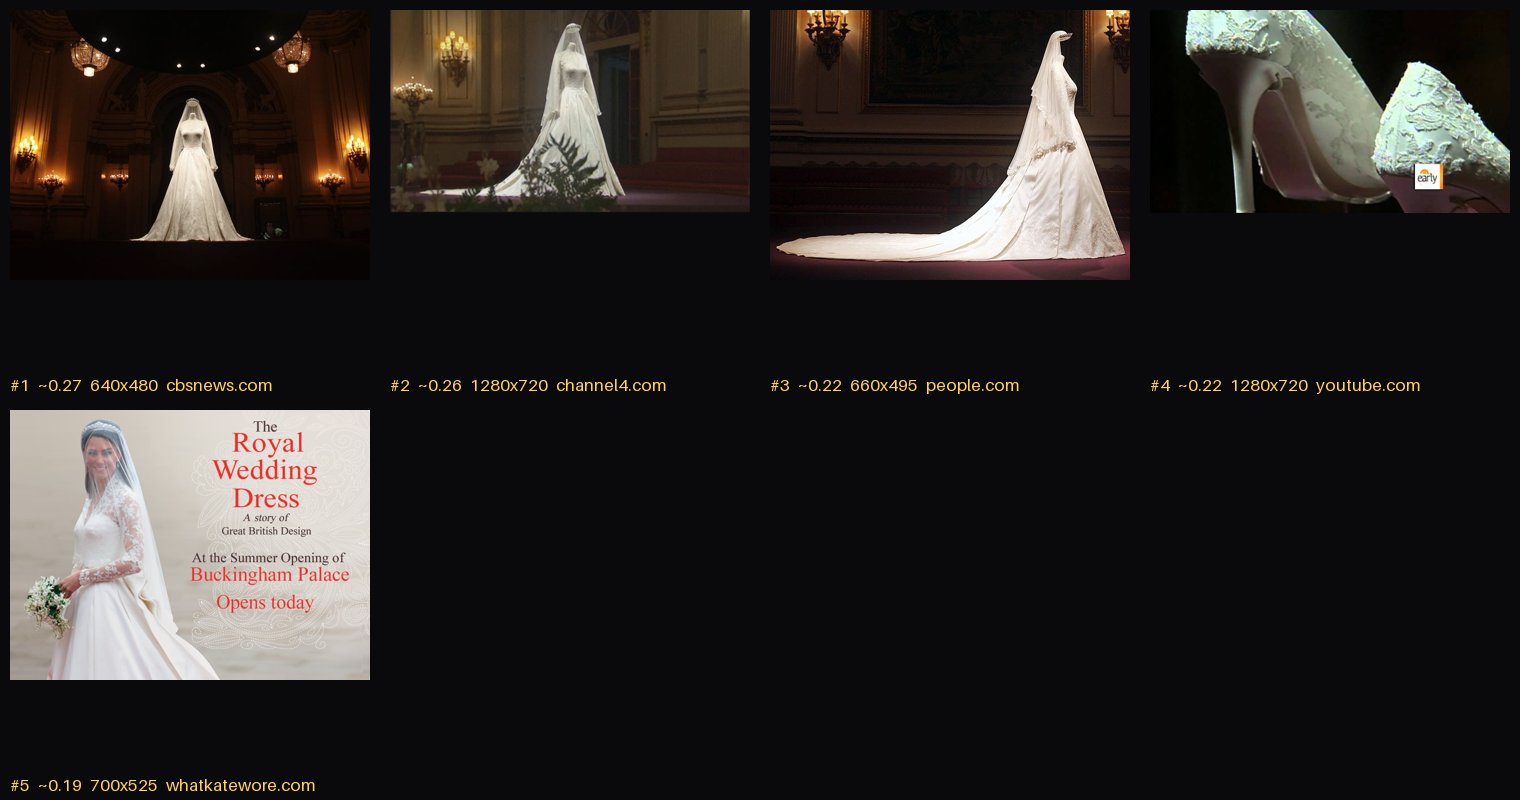 early
#1 ~0.27 640x480 cbsnews.com
#2 ~0.26 1280x720 channel4.com
#3 ~0.22 660x495 people.com
#4 ~0.22 1280x720 youtube.com
The
Royal
Wedding
Dress
A story of
Great British Design
At the Summer Opening of
Buckingham Palace
Opens today
#5 ~0.19 700x525 whatkatewore.com